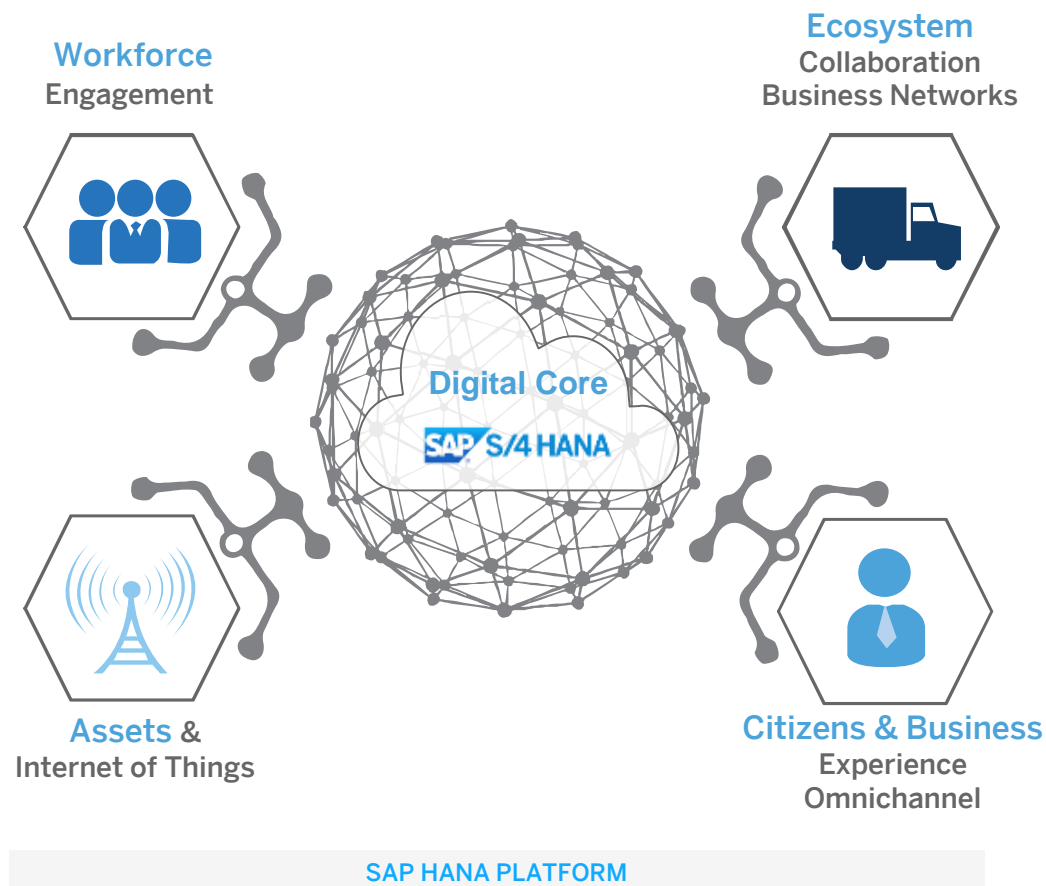 Workforce
Engagement
Ecosystem
Collaboration
Business Networks
Digital Core
SAP S/4 HANA
Assets &
Internet of Things
Citizens & Business
Experience
Omnichannel
SAP HANA PLATFORM